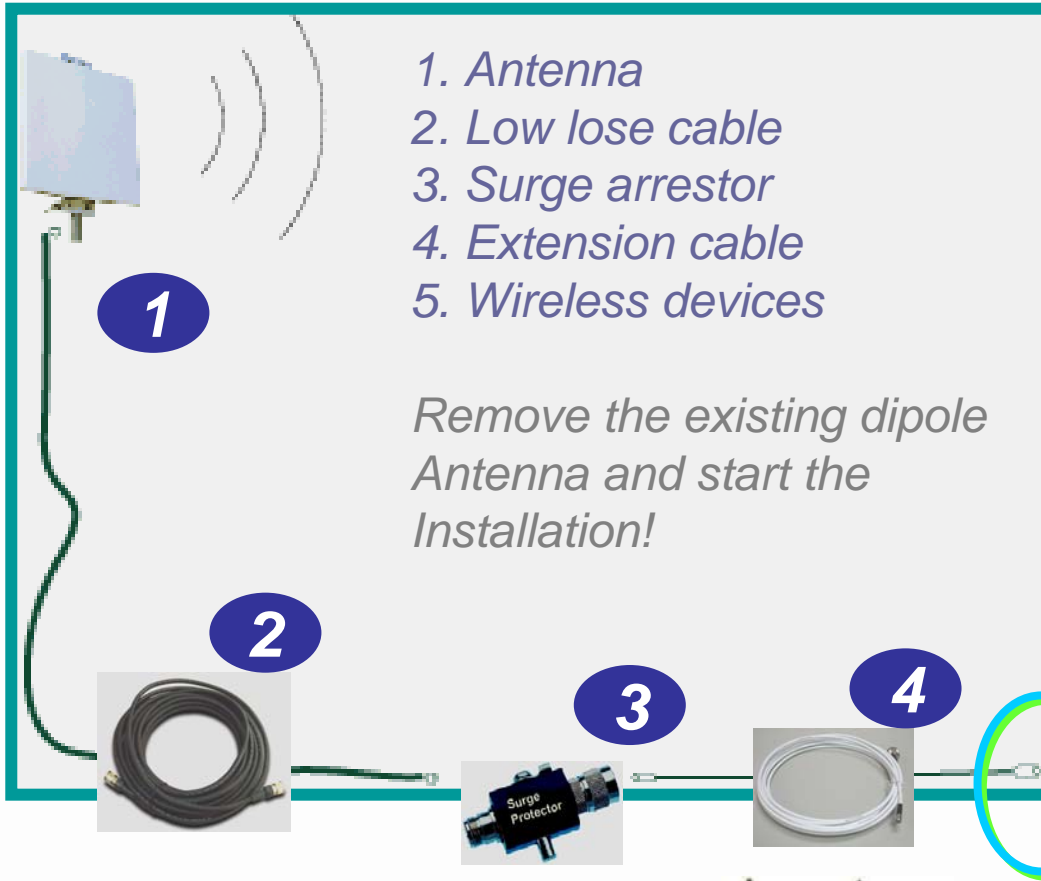 1. Antenna
2. Low lose cable
3. Surge arrestor
4. Extension cable
5. Wireless devices
Remove the existing dipole
Antenna and start the
Installation!
1
2
3
4
Surge
Protector